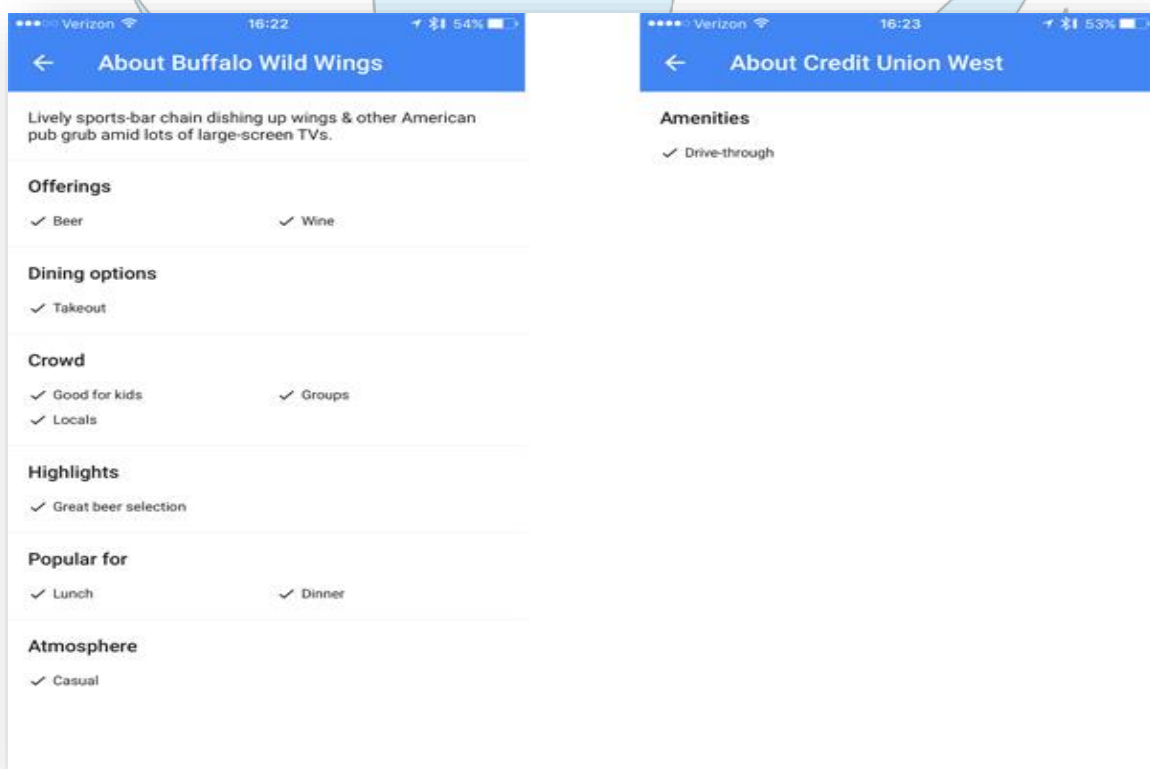 Verizon 16:22 54%
About Buffalo Wild Wings
Lively sports-bar chain dishing up wings & other American
pub grub amid lots of large-screen TVs.
Offerings
Beer Wine
Dining options
Takeout
Crowd
Good for kids Groups
Locals
Highlights
Great beer selection
Popular for
Lunch Dinner
Atmosphere
Casual
Verizon 16:23 53%
About Credit Union West
Amenities
Drive-through